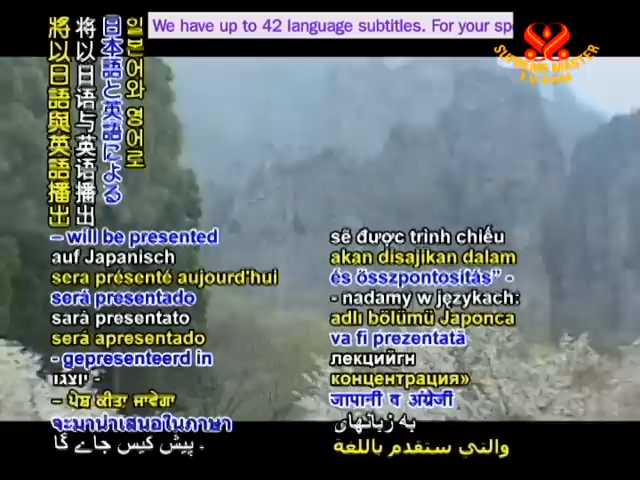 We have up to 42 language subtitles. For your
SUPREME MASTER
TV.COM
일본어와 영어로
日本語と英語による
将以日语与英语播出
將以日語與英語播出
– will be presented
auf Japanisch
sera présenté aujourd'hui
será presentado
sarà presentato
será apresentado
- gepresenteerd in
- יוצגו
– ਪੇਸ਼ ਕੀਤਾ ਜਾਵੇਗਾ
จะมานำเสนอในภาษา
پیش کیس جاے گا ۔
sẽ được trình chiếu
akan disajikan dalam
és összpontosítás” -
- nadamy w językach:
adlı bölümü Japonca
va fi prezentată
лекцийгн
концентрация»
जापानी व अंग्रेजी
به زبانهای
والتي ستقدم باللغة